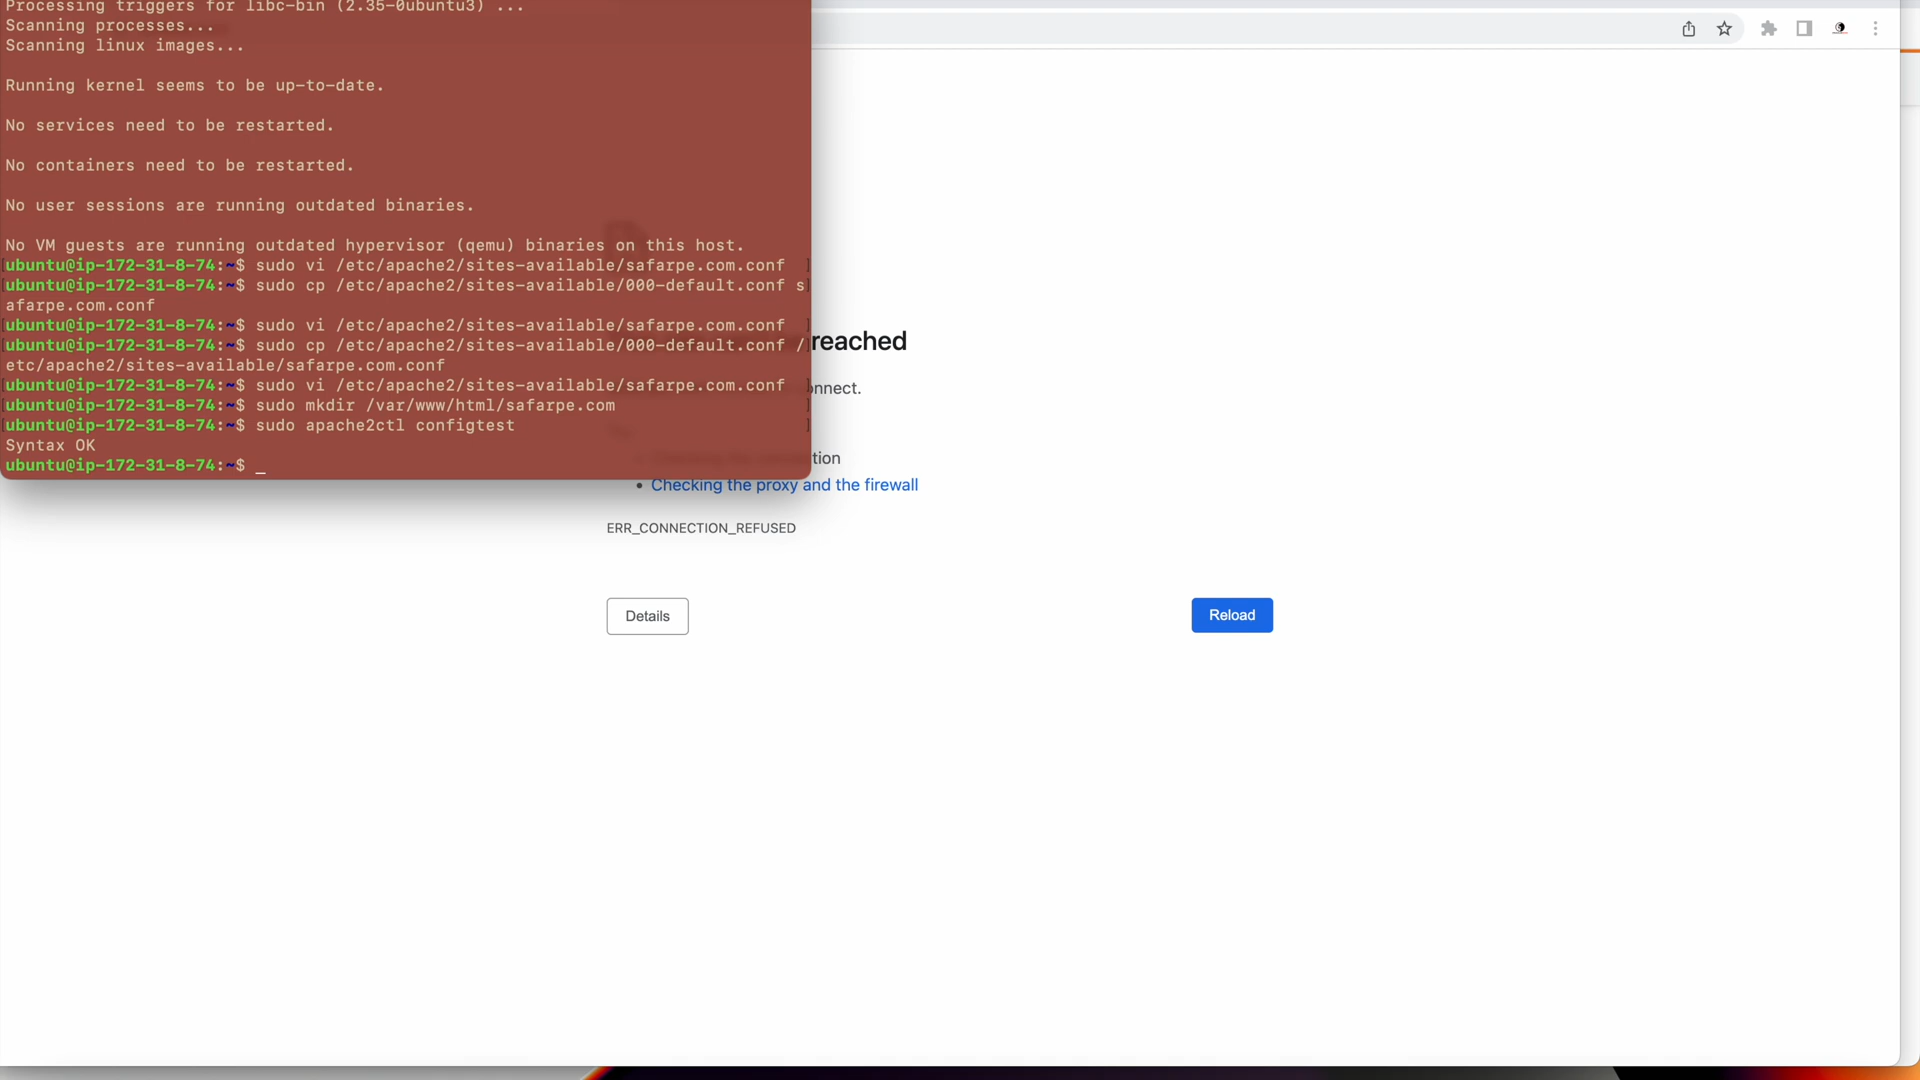 Processing triggers for libc-bin (2.35-0ubuntu3) ...
Scanning processes...
Scanning linux images...
Running kernel seems to be up-to-date.
No services need to be restarted.
No containers need to be restarted.
No user sessions are running outdated binaries.
No VM guests are running outdated hypervisor (qemu) binaries on this host.
[ubuntu@ip-172-31-8-74:~$ sudo vi /etc/apache2/sites-available/safarpe.com.conf ]
[ubuntu@ip-172-31-8-74:~$ sudo cp /etc/apache2/sites-available/000-default.conf s]
afarpe.com.conf
[ubuntu@ip-172-31-8-74:~$ sudo vi /etc/apache2/sites-available/safarpe.com.conf ]
[ubuntu@ip-172-31-8-74:~$ sudo cp /etc/apache2/sites-available/000-default.conf /]
etc/apache2/sites-available/safarpe.com.conf
[ubuntu@ip-172-31-8-74:~$ sudo vi /etc/apache2/sites-available/safarpe.com.conf ]
[ubuntu@ip-172-31-8-74:~$ sudo mkdir /var/www/html/safarpe.com ]
[ubuntu@ip-172-31-8-74:~$ sudo apache2ctl configtest ]
Syntax OK
ubuntu@ip-172-31-8-74:~$ _
reached
nnect.
tion
• Checking the proxy and the firewall
ERR_CONNECTION_REFUSED
Details
Reload